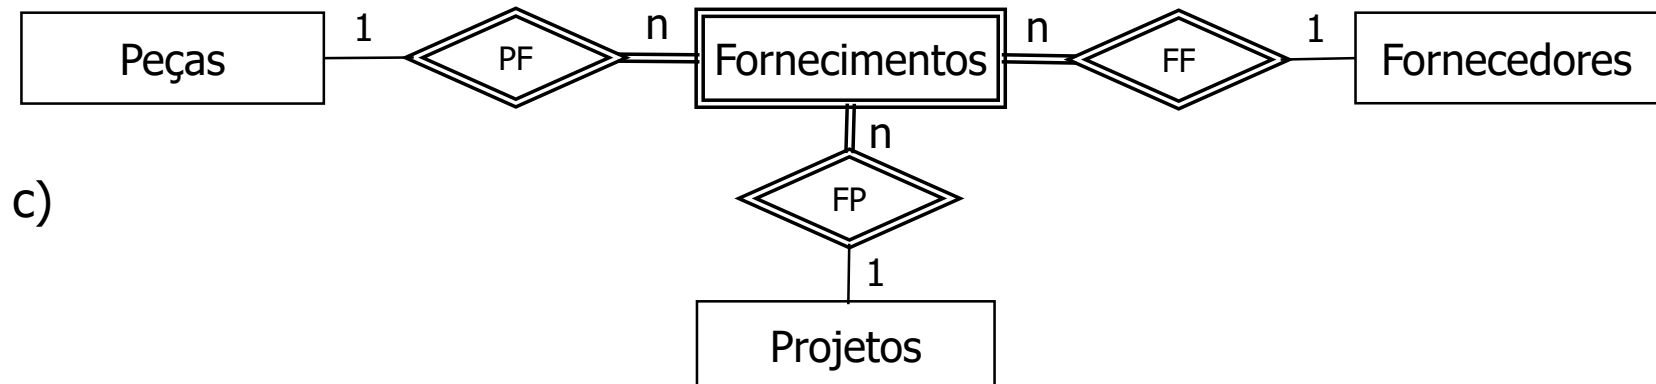 Peças 1 PF n Fornecimentos n FF 1 Fornecedores
n
c) FP
1
Projetos